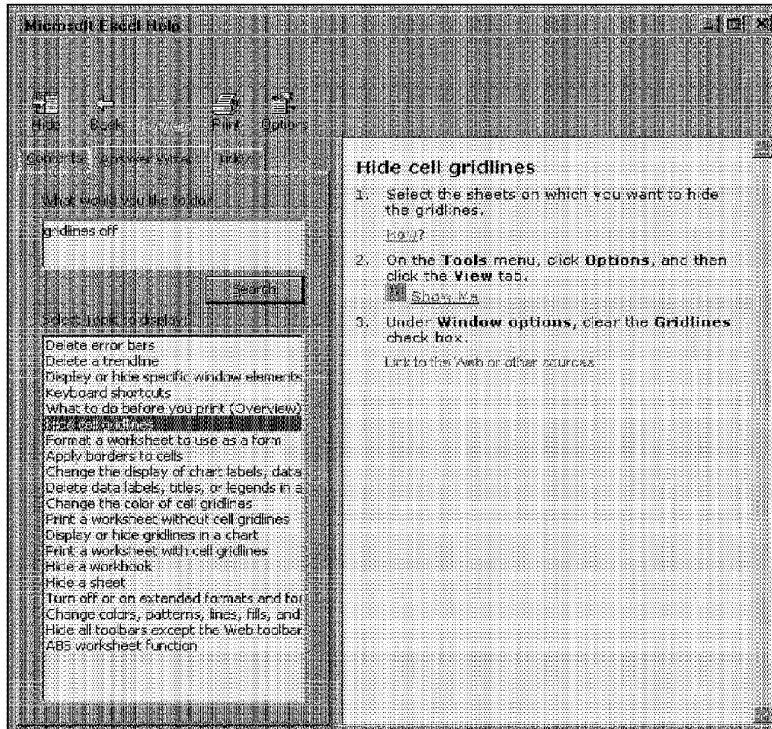 Microsoft Excel Help
Hide Back Print Options
Contents Answer Wizard Index
What would you like to do?
gridlines off
Search
Select topic to display:
Delete error bars
Delete a trendline
Display or hide specific window elements
Keyboard shortcuts
What to do before you print (Overview)
Hide cell gridlines
Format a worksheet to use as a form
Apply borders to cells
Change the display of chart labels, data
Delete data labels, titles, or legends in a
Change the color of cell gridlines
Print a worksheet without cell gridlines
Display or hide gridlines in a chart
Print a worksheet with cell gridlines
Hide a workbook
Hide a sheet
Turn off or on extended formats and for
Change colors, patterns, lines, fills, and
Hide all toolbars except the Web toolbar
ABS worksheet function
Hide cell gridlines
1. Select the sheets on which you want to hide
the gridlines.
How?
2. On the Tools menu, click Options, and then
click the View tab.
Show Me
3. Under Window options, clear the Gridlines
check box.
Link to the Web or other sources